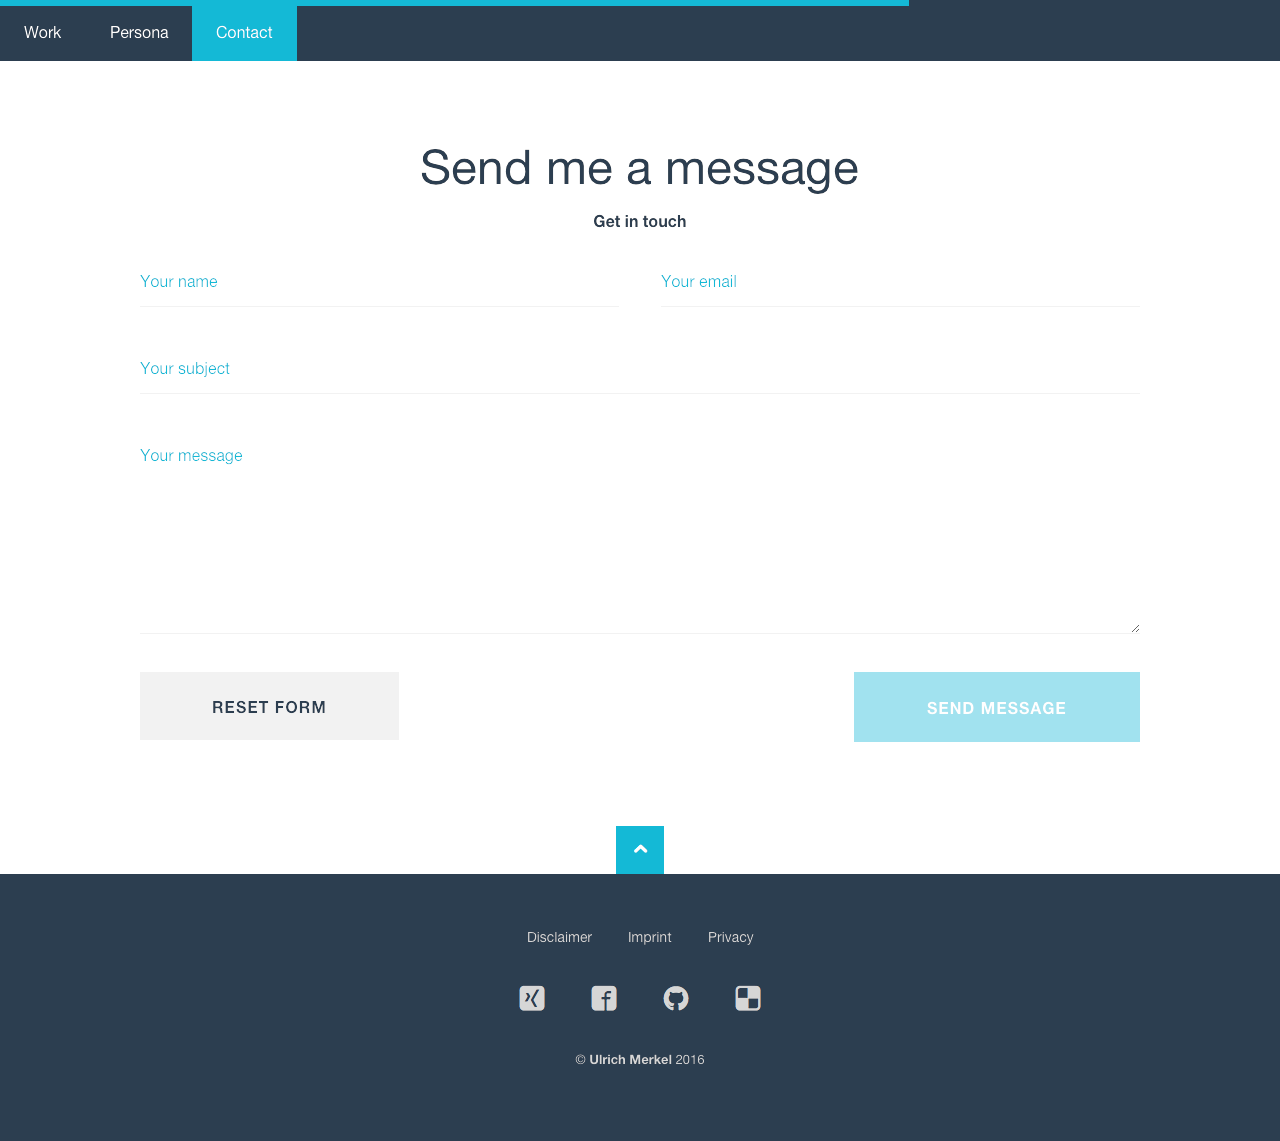 Work Persona Contact
Send me a message
Get in touch
Your name Your email
Your subject
Your message
RESET FORM SEND MESSAGE
Disclaimer Imprint Privacy
© Ulrich Merkel 2016